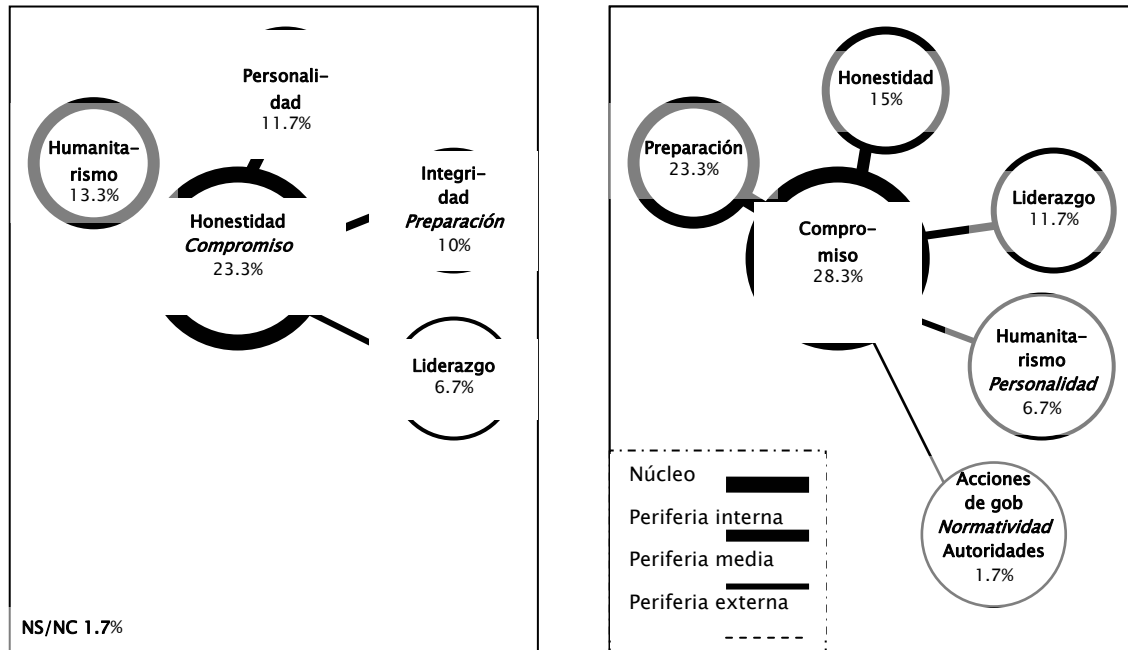 Personali-
dad
11.7%
Humanita-
rismo
13.3%
Integri-
dad
Preparación
10%
Honestidad
Compromiso
23.3%
Liderazgo
6.7%
NS/NC 1.7%
Honestidad
15%
Preparación
23.3%
Liderazgo
11.7%
Compro-
miso
28.3%
Humanita-
rismo
Personalidad
6.7%
Acciones
de gob
Normatividad
Autoridades
1.7%
Núcleo
Periferia interna
Periferia media
Periferia externa